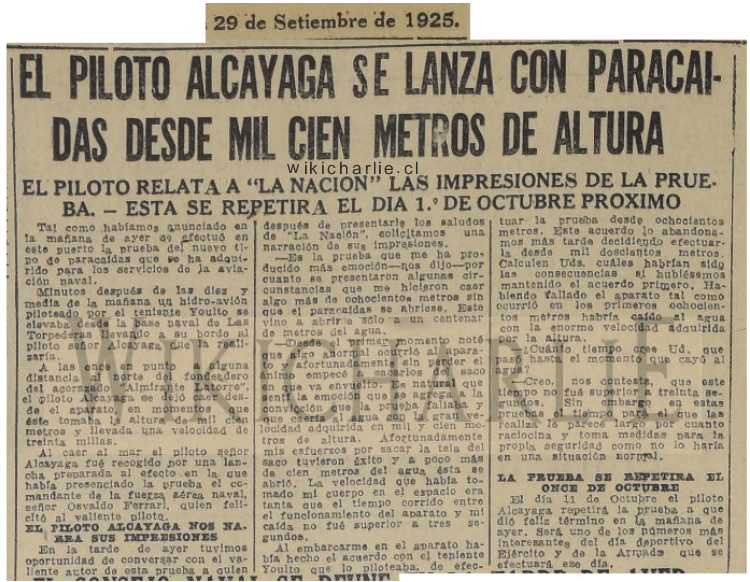 29 de Setiembre de 1925.
EL PILOTO ALCAYAGA SE LANZA CON PARACAI-
DAS DESDE MIL CIEN METROS DE ALTURA
wikicharlie.cl
EL PILOTO RELATA A "LA NACION" LAS IMPRESIONES DE LA PRUE-
BA. — ESTA SE REPETIRA EL DIA 1.º DE OCTUBRE PROXIMO
Tal como habíamos anunciado en
la mañana de ayer se efectuó en
este puerto la prueba del nuevo ti-
po de paracaídas que se ha adqui-
rido para los servicios de la avia-
ción naval.
Minutos después de las diez y
media de la mañana un hidro-avión
piloteado por el teniente Youlto se
elevaba desde la base naval de Las
Torpederas llevando a su bordo al
piloto señor Alcayaga que la reali-
zaría.
A las once en punto y a alguna
distancia al norte del fondeadero
del acorazado "Almirante Latorre".
el piloto Alcayaga se dejó caer des-
de el aparato, en momentos que
éste tomaba la altura de mil cien
metros y llevada una velocidad de
treinta millas.
Al caer al mar el piloto señor
Alcayaga fué recogido por una lan-
cha preparada al efecto en la que
había presenciado la prueba el co-
mandante de la fuerza aérea naval,
señor Osvaldo Ferrari, quien feli-
citó al valiente piloto.
EL PILOTO ALCAYAGA NOS NA-
RRA SUS IMPRESIONES
En la tarde de ayer tuvimos
oportunidad de conversar con el va-
liente autor de esta prueba a quien
después de presentarle los saludos
de "La Nación", solicitamos una
narración de sus impresiones.
—Es la prueba que me ha pro-
ducido más emoción—nos dijo—por
cuanto se presentaron algunas cir-
cunstancias que me hicieron caer
algo más de ochocientos metros sin
que el paracaídas se abriese. Esta
vino a abrirse sólo a un centenar
de metros del agua.
—Desde el primer momento noté
que algo anormal ocurrió al apara-
to y afortunadamente sin perder el
ánimo empecé a tirarlo del saco
en que va envuelto. Es natural que
sentí la emoción que se agrega a la
convicción de la prueba fallaba y
que caería al agua con la gran velo-
cidad adquirida en mil y cien me-
tros de altura. Afortunadamente
mis esfuerzos por sacar la tela del
saco tuvieron éxito y a poco más
de cien metros del agua ésta se
abrió. La velocidad que había to-
mado mi cuerpo en el espacio era
tanta que el tiempo corrido entre
el funcionamiento del aparato y mi
caída no fué superior a tres se-
gundos.
Al embarcarme en el aparato ha-
bía hecho el acuerdo con el teniente
Youlto que lo piloteaba, de efec-
tuar la prueba desde ochocientos
metros. Este acuerdo lo abandona-
mos más tarde decidiendo efectuar-
la desde mil doscientos metros.
Calculen Uds. cuáles habrían sido
las consecuencias si hubiésemos
mantenido el acuerdo primero. Ha-
biendo fallado el aparato tal como
ocurrió en los primeros ochocien-
tos metros habría caído al agua
con la enorme velocidad adquirida
por la altura.
—¿Cuánto tiempo cree Ud. que
pasó hasta el momento que cayó al
agua?
—Creo, nos contesta, que este
tiempo no fué superior a treinta se-
gundos. Sin embargo en estas
pruebas el tiempo para el que las
realiza le parece largo por cuanto
reflexiona y toma medidas para la
propia seguridad como no lo haría
en una situación normal.
LA PRUEBA SE REPETIRA EL
ONCE DE OCTUBRE
El día 11 de Octubre el piloto
Alcayaga repetirá la prueba a que
dió feliz término en la mañana de
ayer. Será uno de los números más
interesantes del día deportivo del
Ejército y de la Armada que se
efectuará ese día.
EL CONSEJO NAVAL SE REUNE
TARDE DE AYER
WIKICHARLIE